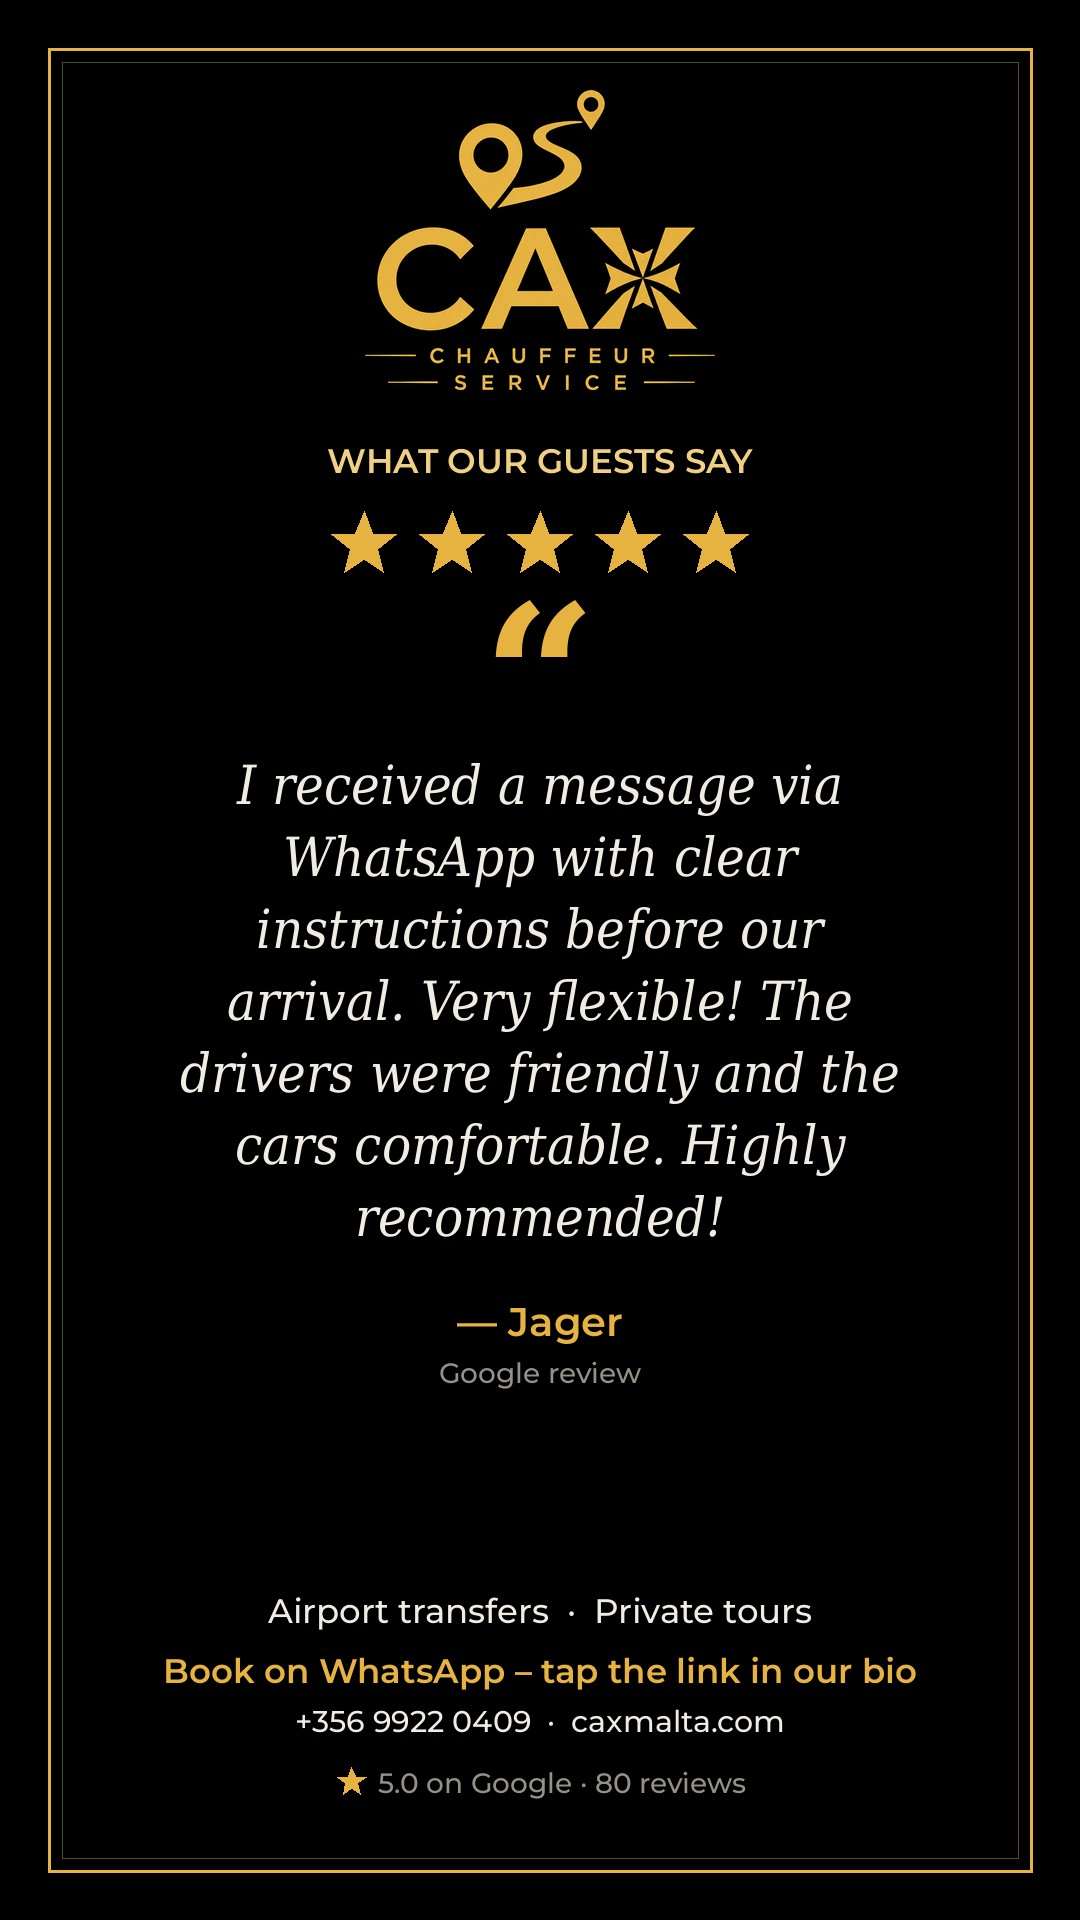 CAX
CHAUFFEUR
SERVICE
WHAT OUR GUESTS SAY
“
I received a message via
WhatsApp with clear
instructions before our
arrival. Very flexible! The
drivers were friendly and the
cars comfortable. Highly
recommended!
— Jager
Google review
Airport transfers · Private tours
Book on WhatsApp – tap the link in our bio
+356 9922 0409 · caxmalta.com
5.0 on Google · 80 reviews